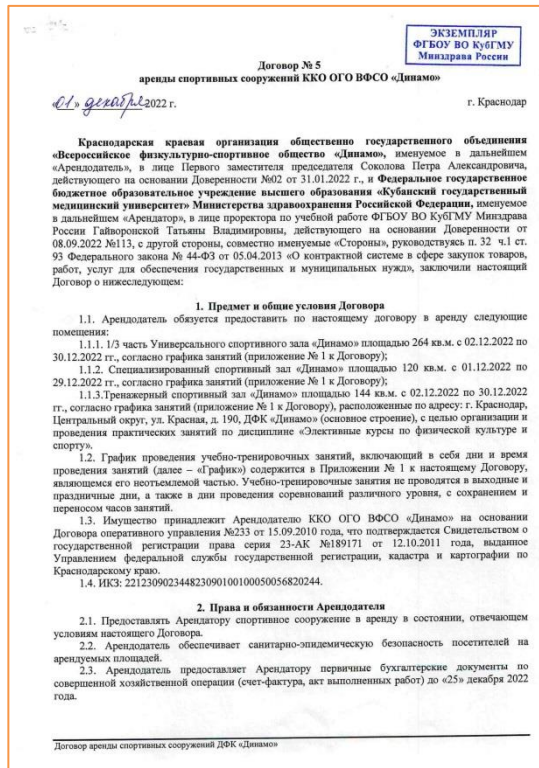 ЭКЗЕМПЛЯР
ФГБОУ ВО КубГМУ
Минздрава России
Договор № 5
аренды спортивных сооружений ККО ОГО ВФСО «Динамо»
«01» декабря 2022 г. г. Краснодар
Краснодарская краевая организация общественно государственного объединения
«Всероссийское физкультурно-спортивное общество «Динамо», именуемое в дальнейшем
«Арендодатель», в лице Первого заместителя председателя Соколова Петра Александровича,
действующего на основании Доверенности №02 от 31.01.2022 г., и Федеральное государственное
бюджетное образовательное учреждение высшего образования «Кубанский государственный
медицинский университет» Министерства здравоохранения Российской Федерации, именуемое
в дальнейшем «Арендатор», в лице проректора по учебной работе ФГБОУ ВО КубГМУ Минздрава
России Гайворонской Татьяны Владимировны, действующего на основании Доверенности от
08.09.2022 №113, с другой стороны, совместно именуемые «Стороны», руководствуясь п. 32 ч.1 ст.
93 Федерального закона № 44-ФЗ от 05.04.2013 «О контрактной системе в сфере закупок товаров,
работ, услуг для обеспечения государственных и муниципальных нужд», заключили настоящий
Договор о нижеследующем:
1. Предмет и общие условия Договора
1.1. Арендодатель обязуется предоставить по настоящему договору в аренду следующие
помещения:
1.1.1. 1/3 часть Универсального спортивного зала «Динамо» площадью 264 кв.м. с 02.12.2022 по
30.12.2022 гг., согласно графика занятий (приложение № 1 к Договору);
1.1.2. Специализированный спортивный зал «Динамо» площадью 120 кв.м. с 01.12.2022 по
29.12.2022 гг., согласно графика занятий (приложение № 1 к Договору);
1.1.3.Тренажерный спортивный зал «Динамо» площадью 144 кв.м. с 02.12.2022 по 30.12.2022
гг., согласно графика занятий (приложение № 1 к Договору), расположенные по адресу: г. Краснодар,
Центральный округ, ул. Красная, д. 190, ДФК «Динамо» (основное строение), с целью организации и
проведения практических занятий по дисциплине «Элективные курсы по физической культуре и
спорту».
1.2. График проведения учебно-тренировочных занятий, включающий в себя дни и время
проведения занятий (далее – «График») содержится в Приложении № 1 к настоящему Договору,
являющемся его неотъемлемой частью. Учебно-тренировочные занятия не проводятся в выходные и
праздничные дни, а также в дни проведения соревнований различного уровня, с сохранением и
переносом часов занятий.
1.3. Имущество принадлежит Арендодателю ККО ОГО ВФСО «Динамо» на основании
Договора оперативного управления №233 от 15.09.2010 года, что подтверждается Свидетельством о
государственной регистрации права серия 23-АК №189171 от 12.10.2011 года, выданное
Управлением федеральной службы государственной регистрации, кадастра и картографии по
Краснодарскому краю.
1.4. ИКЗ: 221230902344823090100100050056820244.
2. Права и обязанности Арендодателя
2.1. Предоставлять Арендатору спортивное сооружение в аренду в состоянии, отвечающем
условиям настоящего Договора.
2.2. Арендодатель обеспечивает санитарно-эпидемическую безопасность посетителей на
арендуемых площадей.
2.3. Арендодатель предоставляет Арендатору первичные бухгалтерские документы по
совершенной хозяйственной операции (счет-фактура, акт выполненных работ) до «25» декабря 2022
года.
Договор аренды спортивных сооружений ДФК «Динамо»